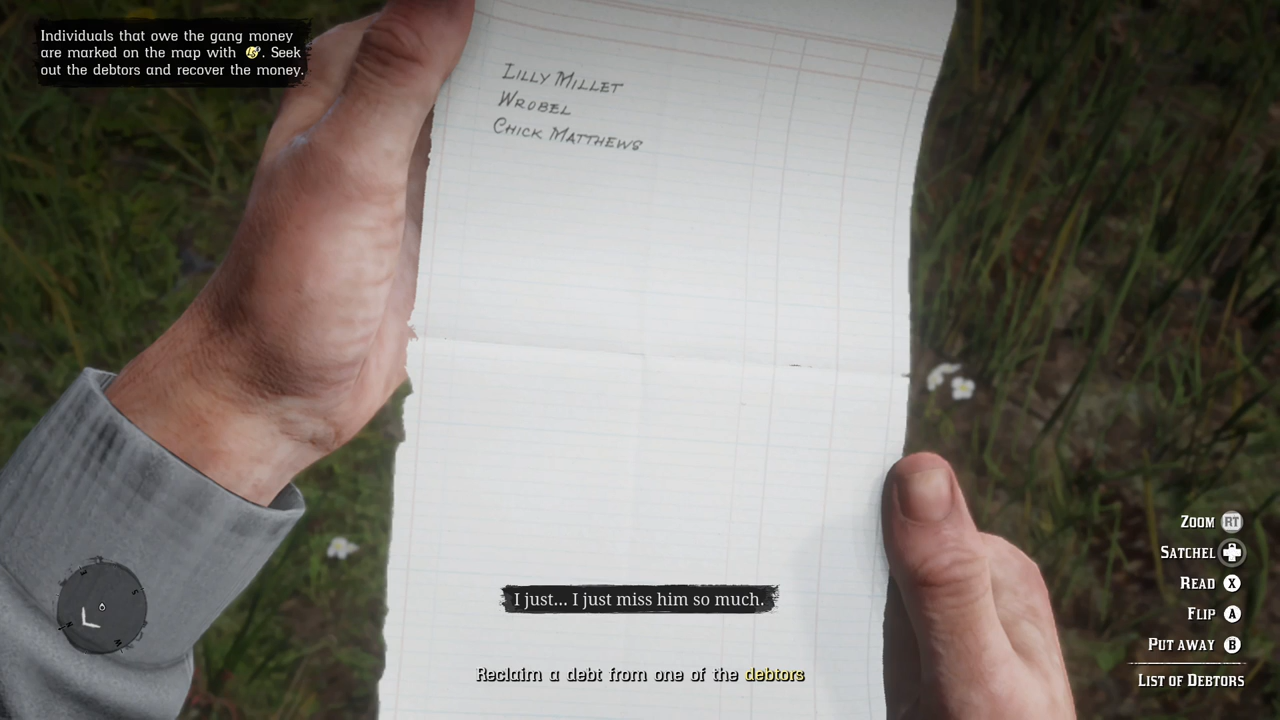 Individuals that owe the gang money
are marked on the map with . Seek
out the debtors and recover the money.
LILLY MILLET
WROBEL
CHICK MATTHEWS
I just... I just miss him so much.
Reclaim a debt from one of the debtors
ZOOM RT
SATCHEL
READ X
FLIP A
PUT AWAY B
LIST OF DEBTORS